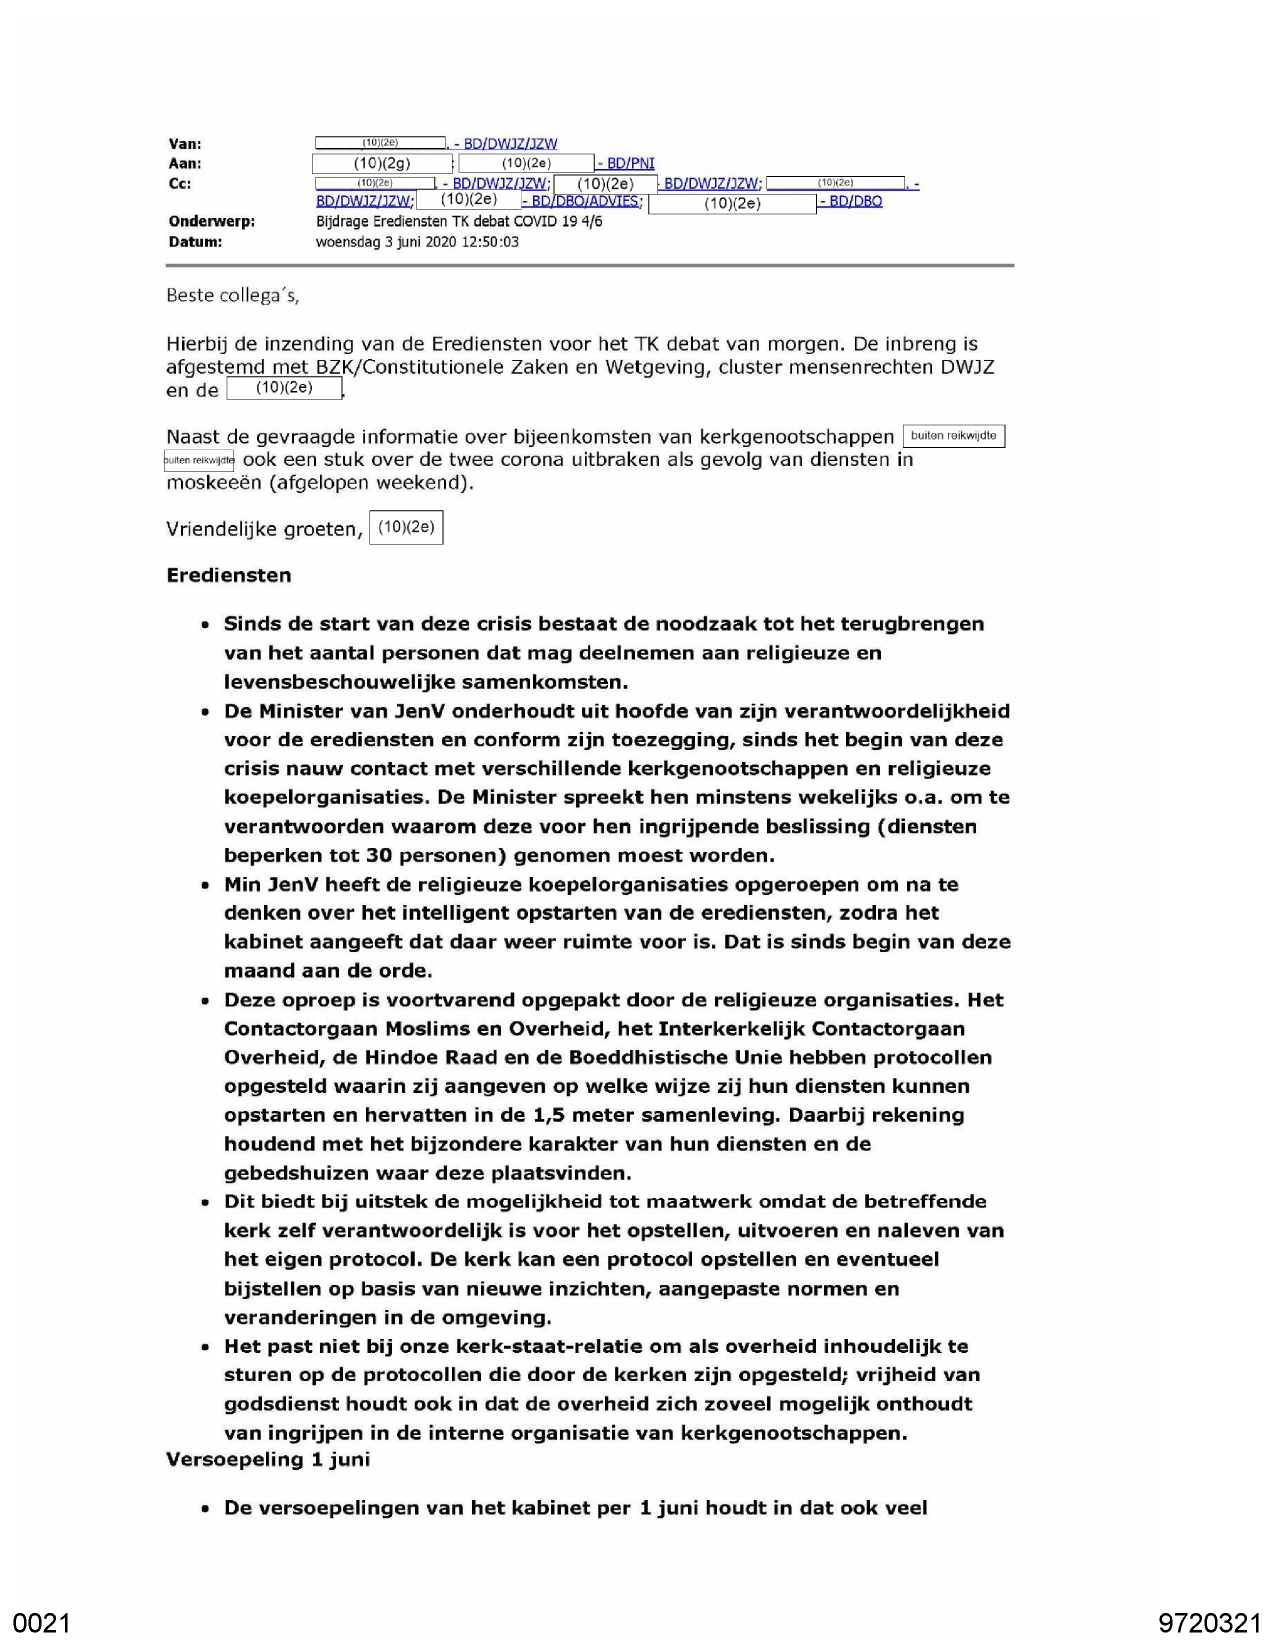 Van: (10)(2e). - BD/DWJZ/JZW
Aan: (10)(2g); (10)(2e) - BD/PNI
Cc: (10)(2e). - BD/DWJZ/JZW; (10)(2e) - BD/DWJZ/JZW; (10)(2e). -
BD/DWJZ/JZW; (10)(2e) - BD/DBO/ADVIES; (10)(2e) - BD/DBO
Onderwerp: Bijdrage Erediensten TK debat COVID 19 4/6
Datum: woensdag 3 juni 2020 12:50:03
Beste collega´s,
Hierbij de inzending van de Erediensten voor het TK debat van morgen. De inbreng is
afgestemd met BZK/Constitutionele Zaken en Wetgeving, cluster mensenrechten DWJZ
en de (10)(2e).
Naast de gevraagde informatie over bijeenkomsten van kerkgenootschappen buiten reikwijdte
buiten reikwijdte ook een stuk over de twee corona uitbraken als gevolg van diensten in
moskeeën (afgelopen weekend).
Vriendelijke groeten, (10)(2e)
Erediensten
• Sinds de start van deze crisis bestaat de noodzaak tot het terugbrengen
van het aantal personen dat mag deelnemen aan religieuze en
levensbeschouwelijke samenkomsten.
• De Minister van JenV onderhoudt uit hoofde van zijn verantwoordelijkheid
voor de erediensten en conform zijn toezegging, sinds het begin van deze
crisis nauw contact met verschillende kerkgenootschappen en religieuze
koepelorganisaties. De Minister spreekt hen minstens wekelijks o.a. om te
verantwoorden waarom deze voor hen ingrijpende beslissing (diensten
beperken tot 30 personen) genomen moest worden.
• Min JenV heeft de religieuze koepelorganisaties opgeroepen om na te
denken over het intelligent opstarten van de erediensten, zodra het
kabinet aangeeft dat daar weer ruimte voor is. Dat is sinds begin van deze
maand aan de orde.
• Deze oproep is voortvarend opgepakt door de religieuze organisaties. Het
Contactorgaan Moslims en Overheid, het Interkerkelijk Contactorgaan
Overheid, de Hindoe Raad en de Boeddhistische Unie hebben protocollen
opgesteld waarin zij aangeven op welke wijze zij hun diensten kunnen
opstarten en hervatten in de 1,5 meter samenleving. Daarbij rekening
houdend met het bijzondere karakter van hun diensten en de
gebedshuizen waar deze plaatsvinden.
• Dit biedt bij uitstek de mogelijkheid tot maatwerk omdat de betreffende
kerk zelf verantwoordelijk is voor het opstellen, uitvoeren en naleven van
het eigen protocol. De kerk kan een protocol opstellen en eventueel
bijstellen op basis van nieuwe inzichten, aangepaste normen en
veranderingen in de omgeving.
• Het past niet bij onze kerk-staat-relatie om als overheid inhoudelijk te
sturen op de protocollen die door de kerken zijn opgesteld; vrijheid van
godsdienst houdt ook in dat de overheid zich zoveel mogelijk onthoudt
van ingrijpen in de interne organisatie van kerkgenootschappen.
Versoepeling 1 juni
• De versoepelingen van het kabinet per 1 juni houdt in dat ook veel
0021 9720321